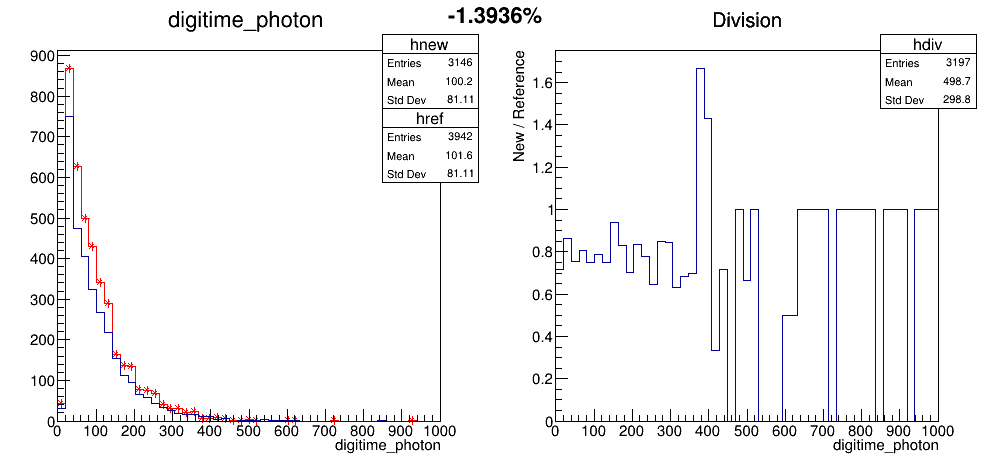 -1.3936%
digitime_photon
hnew
Entries 3146
Mean 100.2
Std Dev 81.11
href
Entries 3942
Mean 101.6
Std Dev 81.11
900
800
700
600
500
400
300
200
100
0
0 100 200 300 400 500 600 700 800 900 1000
digitime_photon
Division
hdiv
Entries 3197
Mean 498.7
Std Dev 298.8
New / Reference
1.6
1.4
1.2
1
0.8
0.6
0.4
0.2
0
0 100 200 300 400 500 600 700 800 900 1000
digitime_photon